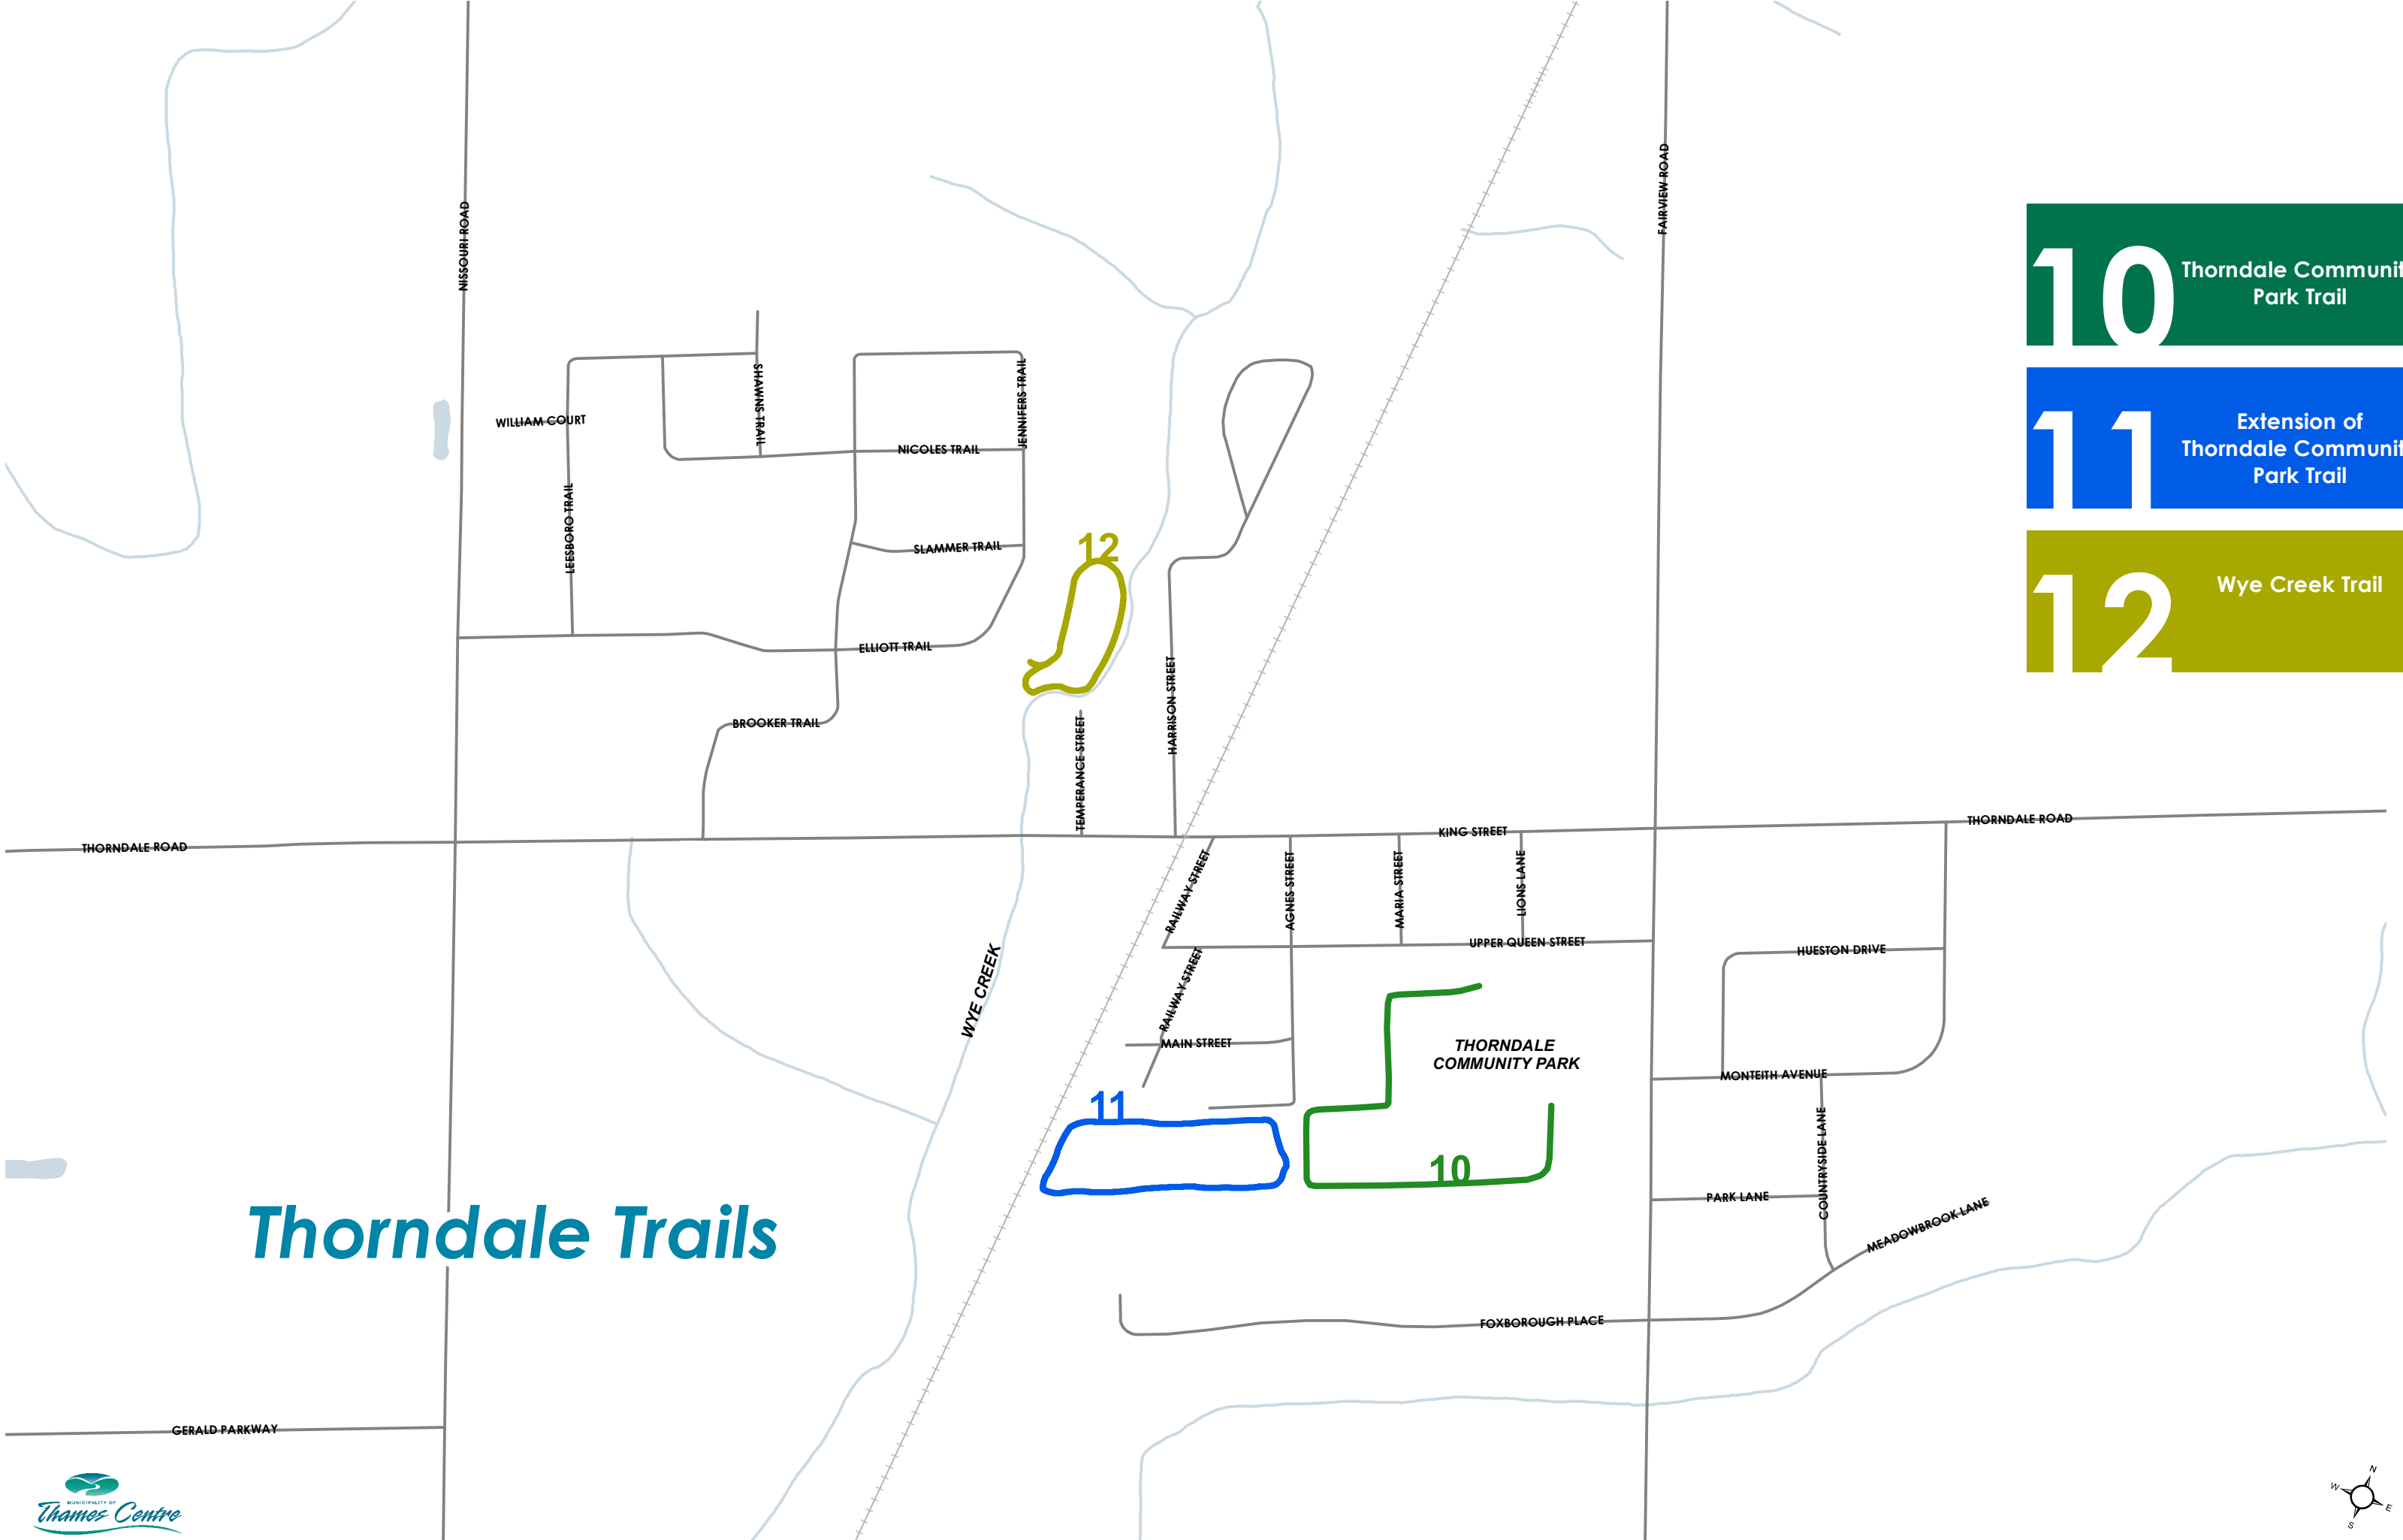 NISSOURI ROAD
FAIRVIEW ROAD
10
Thorndale Communit
Park Trail
11
Extension of
Thorndale Communit
Park Trail
12
Wye Creek Trail
WILLIAM COURT
SHAWNS TRAIL
JENNIFERS TRAIL
NICOLES TRAIL
LEESBORO TRAIL
SLAMMER TRAIL
12
ELLIOTT TRAIL
HARRISON STREET
BROOKER TRAIL
TEMPERANCE STREET
THORNDALE ROAD
KING STREET
THORNDALE ROAD
RAILWAY STREET
AGNES STREET
MARIA STREET
LIONS LANE
UPPER QUEEN STREET
HUESTON DRIVE
WYE CREEK
RAILWAY STREET
MAIN STREET
THORNDALE
COMMUNITY PARK
MONTEITH AVENUE
11
COUNTRYSIDE LANE
10
PARK LANE
MEADOWBROOK LANE
Thorndale Trails
FOXBOROUGH PLACE
GERALD PARKWAY
MUNICIPALITY OF
Thames Centre
N
W
E
S